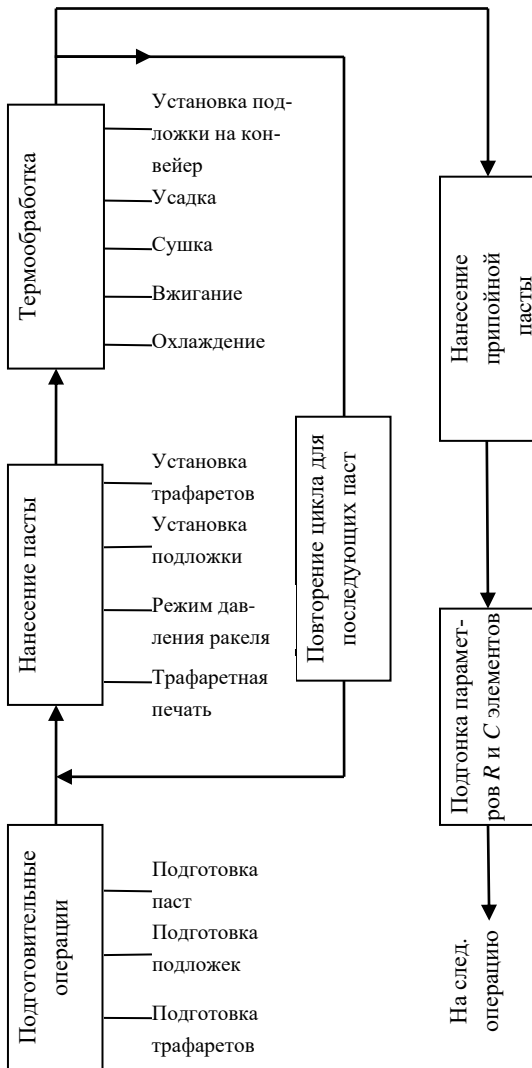 Подготовительные
операции
Подготовка
паст
Подготовка
подложек
Подготовка
трафаретов
Нанесение пасты
Установка
трафаретов
Установка
подложки
Режим дав-
ления ракеля
Трафаретная
печать
Термообработка
Установка под-
ложки на кон-
вейер
Усадка
Сушка
Вжигание
Охлаждение
Повторение цикла для
последующих паст
Нанесение
припойной
пасты
Подгонка парамет-
ров R и C элементов
На след.
операцию